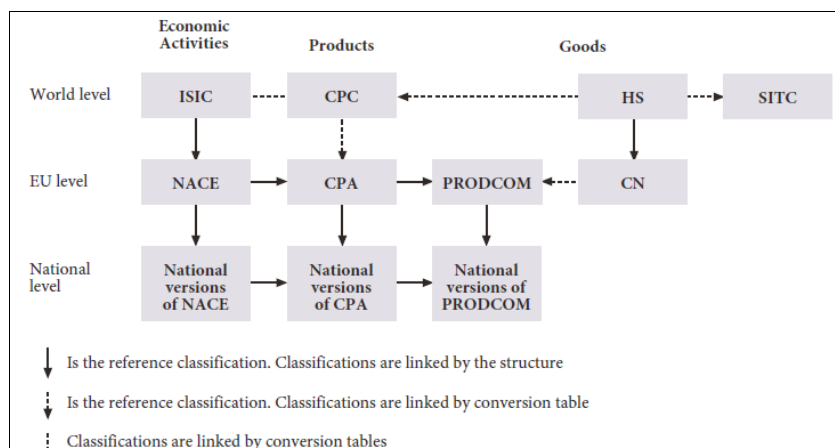 Economic
Activities
Products
Goods
World level
ISIC
CPC
HS
SITC
EU level
NACE
CPA
PRODCOM
CN
National
level
National
versions
of NACE
National
versions
of CPA
National
versions of
PRODCOM
Is the reference classification. Classifications are linked by the structure
Is the reference classification. Classifications are linked by conversion table
Classifications are linked by conversion tables